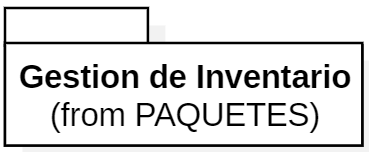 Gestion de Inventario
(from PAQUETES)